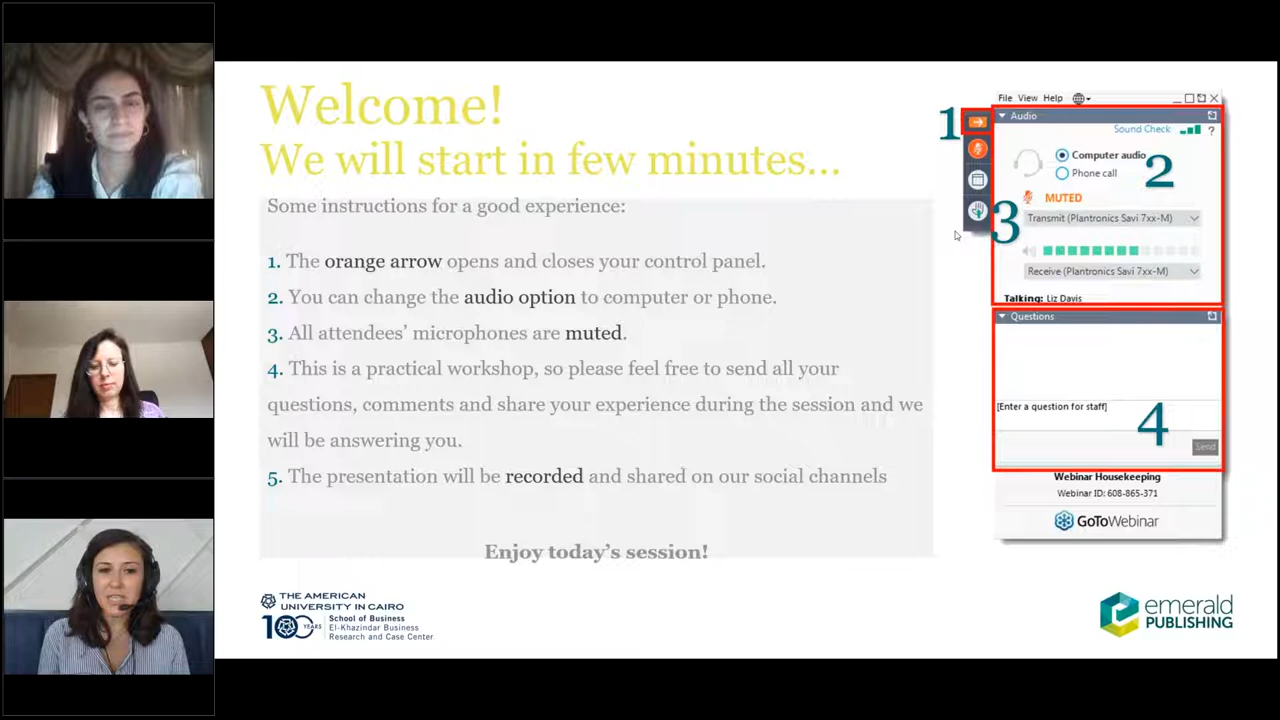 Welcome!
We will start in few minutes...
Some instructions for a good experience:
1. The orange arrow opens and closes your control panel.
2. You can change the audio option to computer or phone.
3. All attendees' microphones are muted.
4. This is a practical workshop, so please feel free to send all your
questions, comments and share your experience during the session and we
will be answering you.
5. The presentation will be recorded and shared on our social channels
Enjoy today's session!
THE AMERICAN
UNIVERSITY IN CAIRO
100 YEARS
School of Business
El-Khazindar Business
Research and Case Center
1
File View Help
Audio
Sound Check ?
Computer audio
2
Phone call
MUTED
3
Transmit (Plantronics Savi 7xx-M)
Receive (Plantronics Savi 7xx-M)
Talking: Liz Davis
Questions
[Enter a question for staff]
4
Send
Webinar Housekeeping
Webinar ID: 608-865-371
GoToWebinar
emerald
PUBLISHING